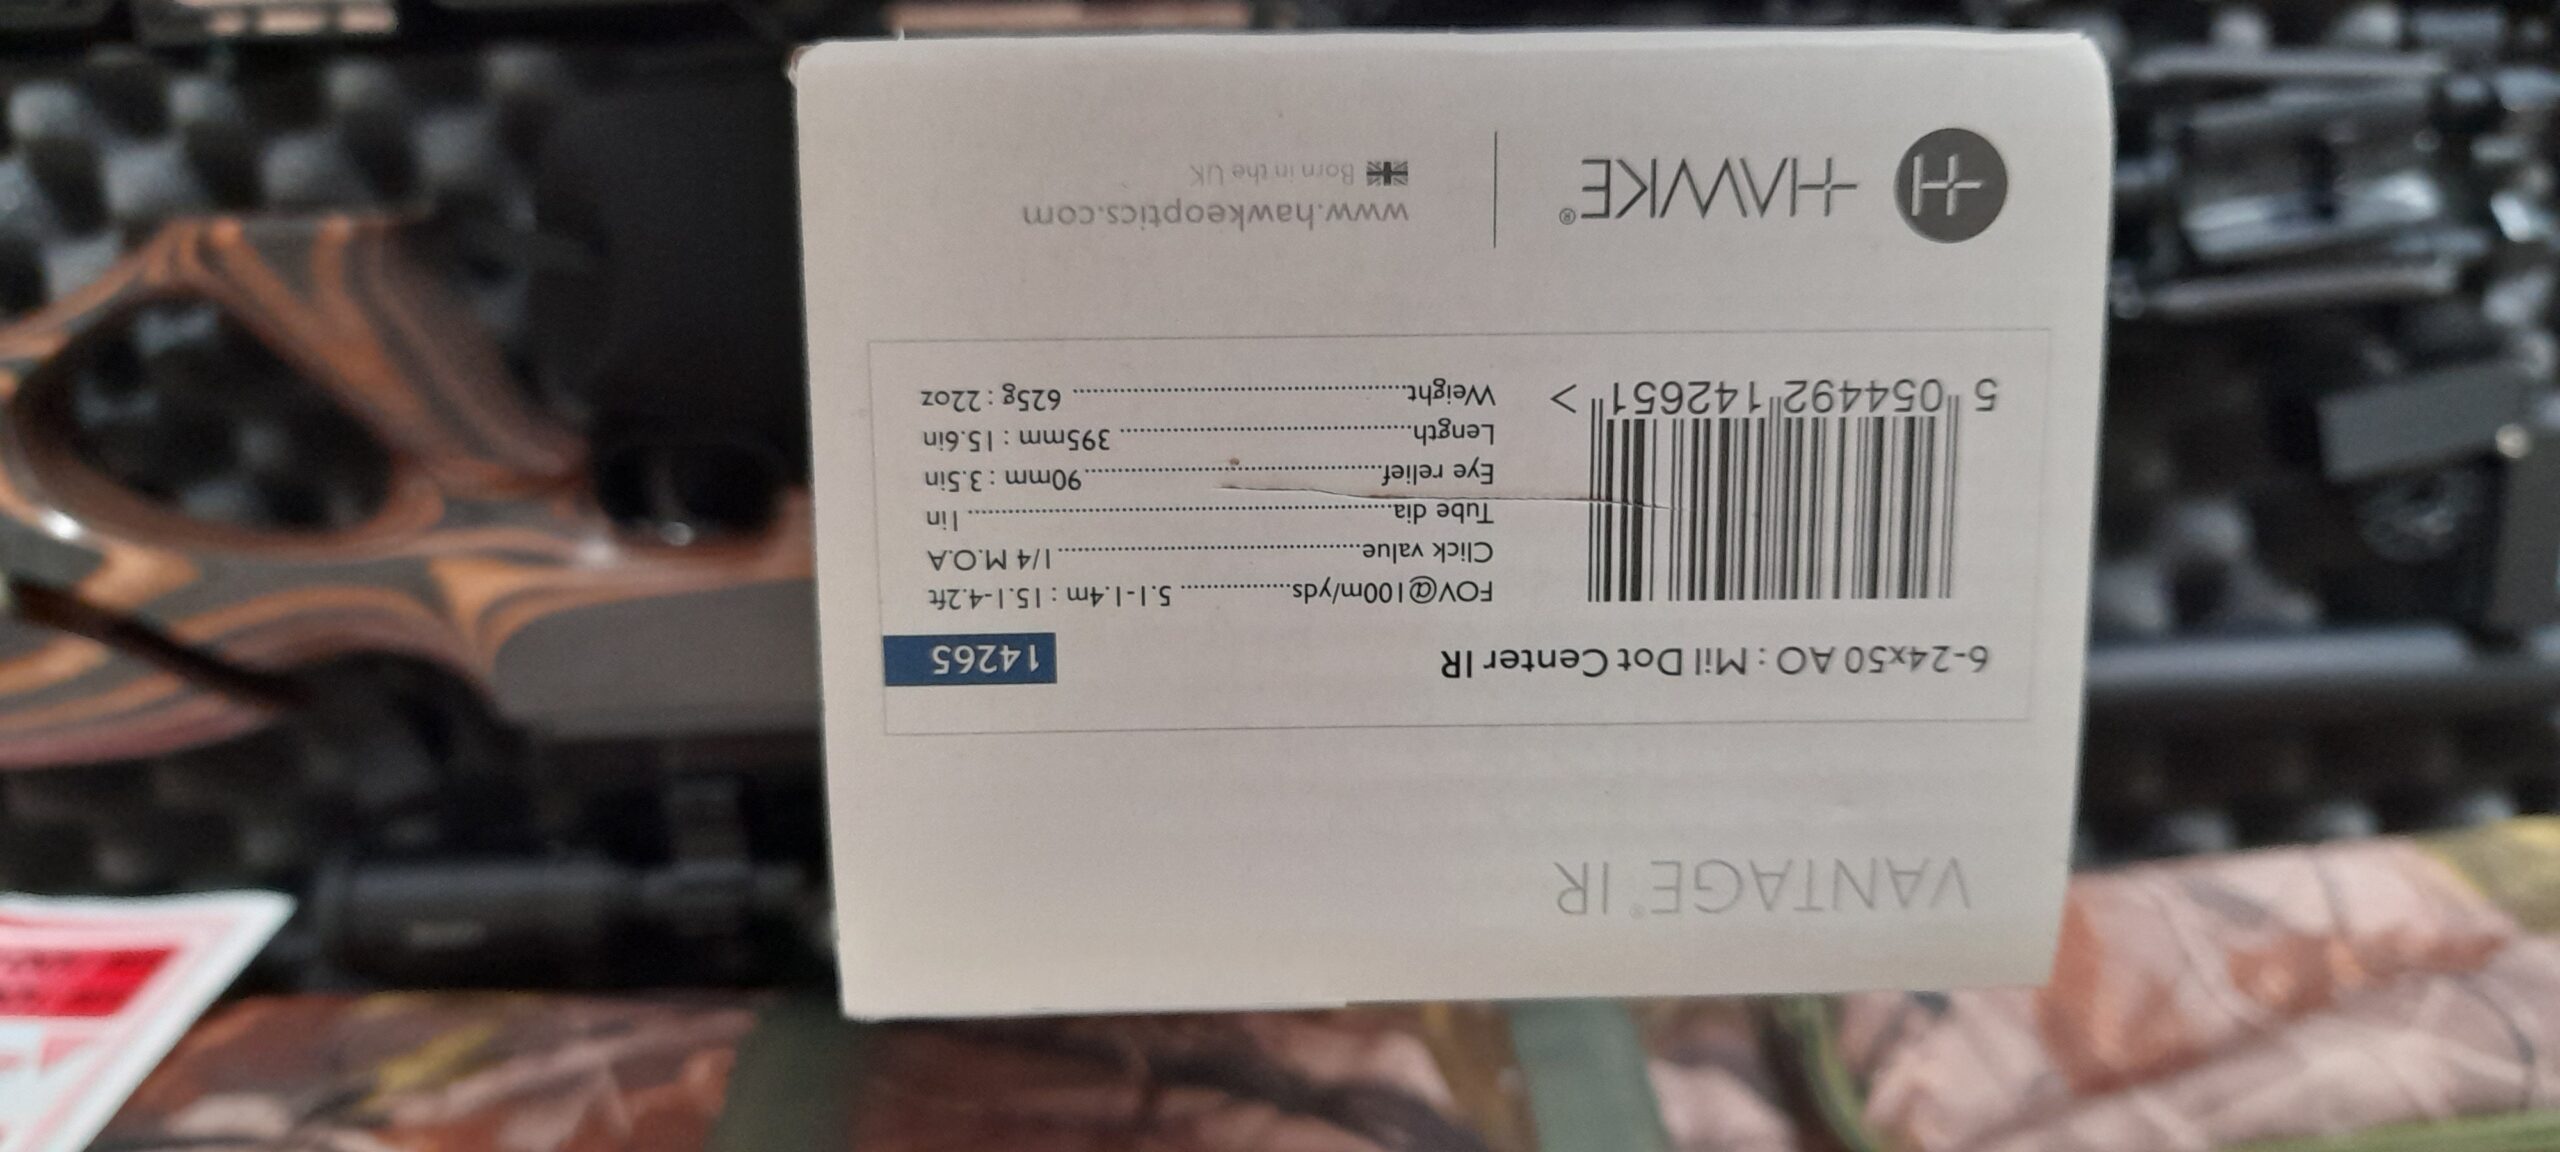 VANTAGE® IR
6-24x50 AO : Mil Dot Center IR
14265
FOV@100m/yds.............. 5.1-1.4m : 15.1-4.2ft
Click value.............................................1/4 M.O.A
Tube dia............................................................... 1in
Eye relief.............................................90mm : 3.5in
Length............................................ 395mm : 15.6in
Weight.................................................. 625g : 22oz
5 054492 142651 >
H HAWKE®
www.hawkeoptics.com
Born in the UK